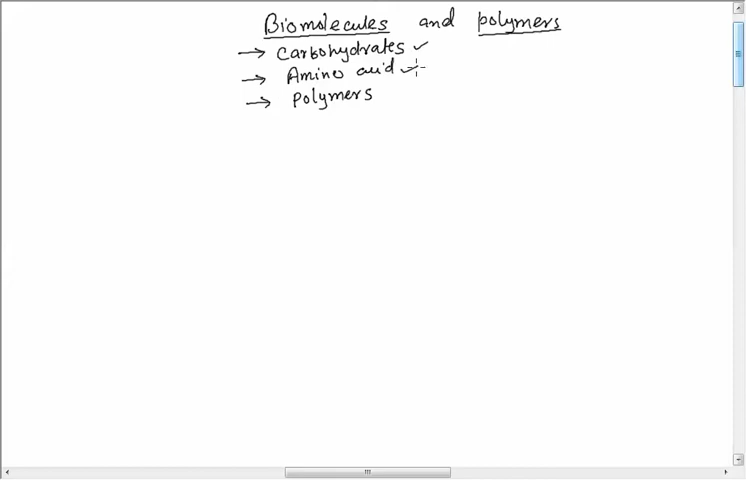 Biomolecules and polymers
→ Carbohydrates ✓
→ Amino acid ✓
→ Polymers